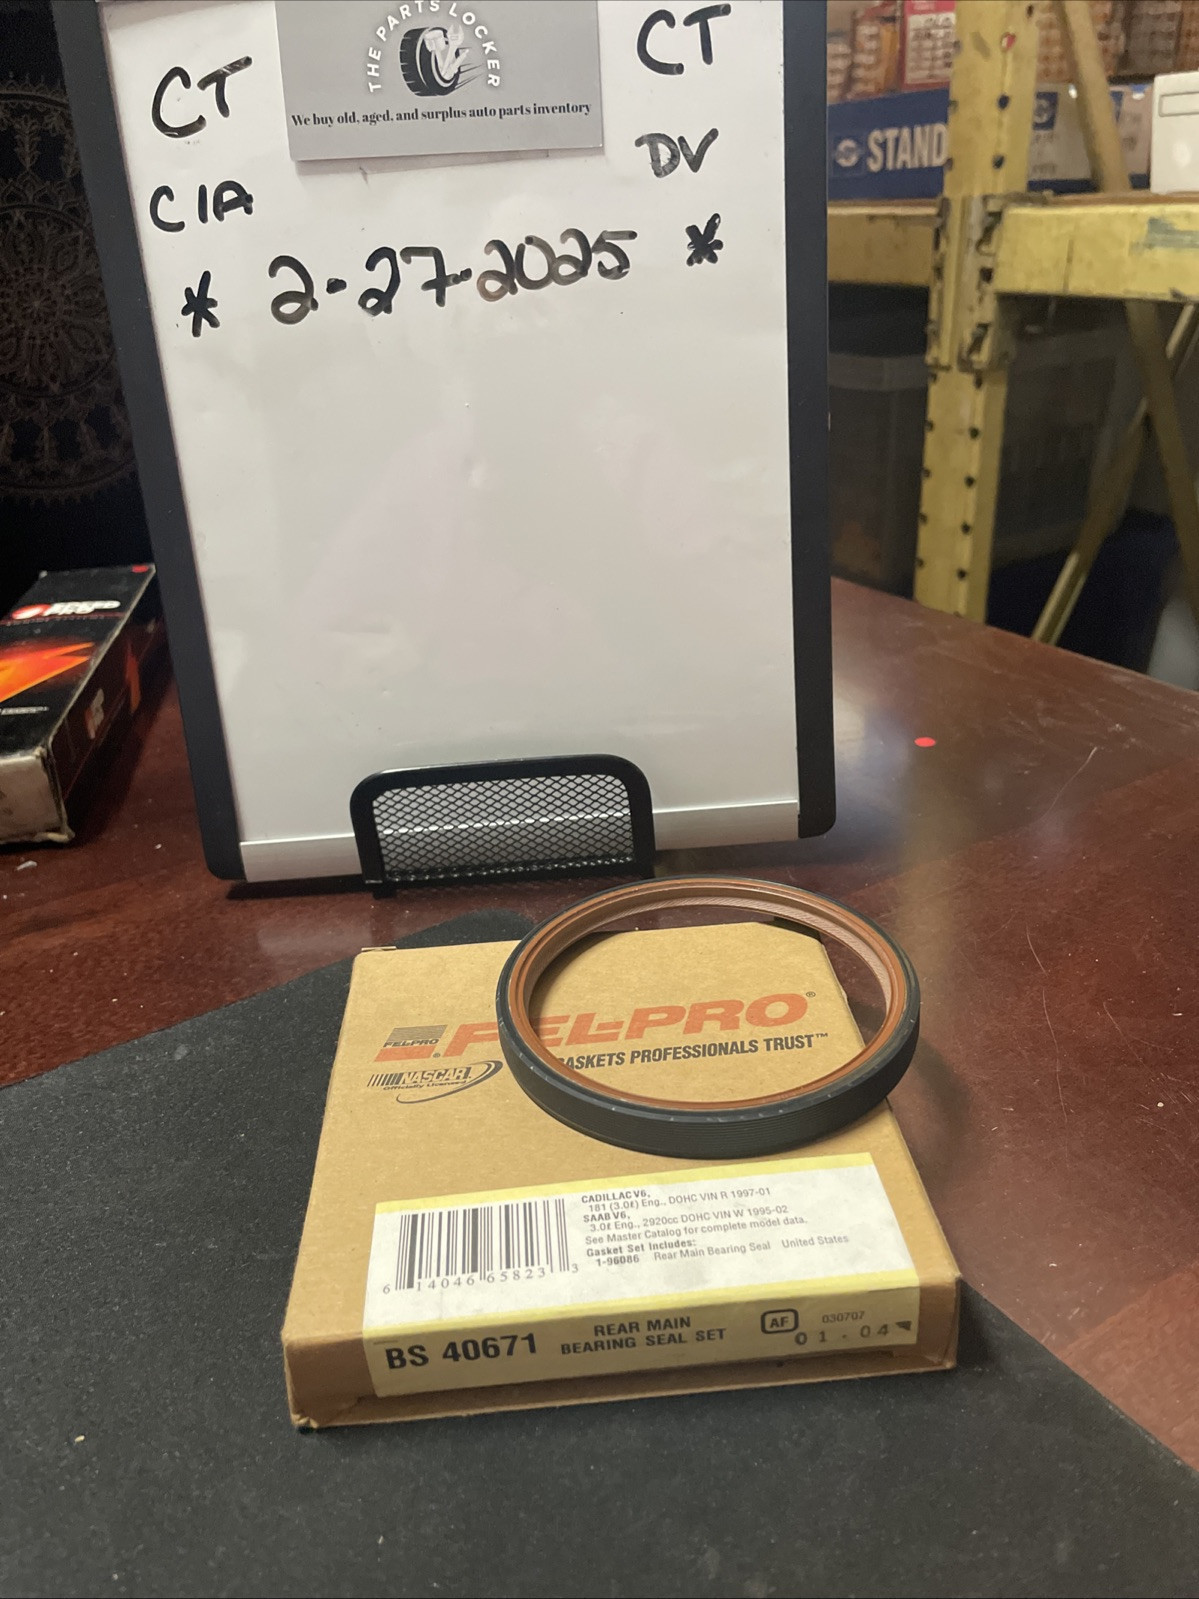 THE PARTS LOCKER
We buy old, aged, and surplus auto parts inventory
CT
CT
CIA
DV
* 2-27-2025 *
STAND
FEL-PRO
FEL-PRO®
GASKETS PROFESSIONALS TRUST™
NASCAR
Officially Licensed
CADILLAC V6,
181 (3.0ℓ) Eng., DOHC VIN R 1997-01
SAAB V6,
3.0ℓ Eng., 2920cc DOHC VIN W 1995-02
See Master Catalog for complete model data.
Gasket Set Includes:
1-96086 Rear Main Bearing Seal United States
6 14046 65823 3
BS 40671
REAR MAIN
BEARING SEAL SET
AF
030707
01-04